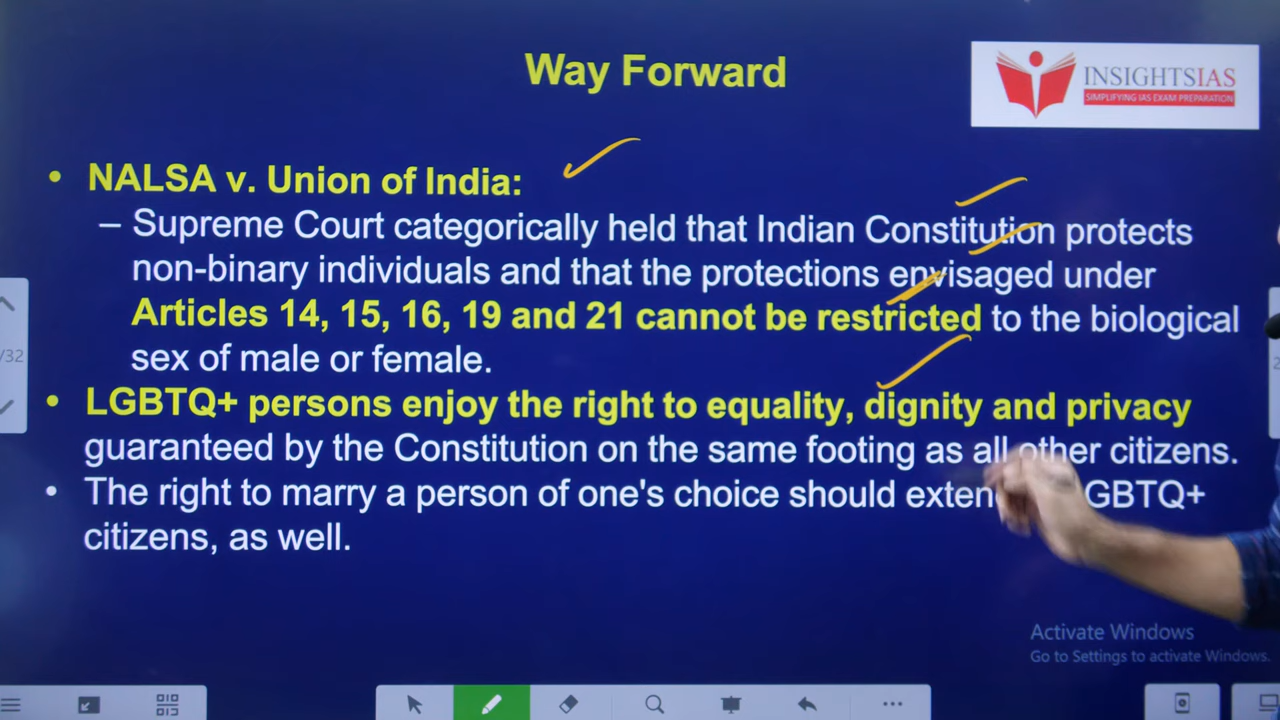 Way Forward
INSIGHTSIAS
SIMPLIFYING IAS EXAM PREPARATION
• NALSA v. Union of India:
– Supreme Court categorically held that Indian Constitution protects
non-binary individuals and that the protections envisaged under
Articles 14, 15, 16, 19 and 21 cannot be restricted to the biological
sex of male or female.
• LGBTQ+ persons enjoy the right to equality, dignity and privacy
guaranteed by the Constitution on the same footing as all other citizens.
• The right to marry a person of one's choice should exten GBTQ+
citizens, as well.
/32
Activate Windows
Go to Settings to activate Windows.